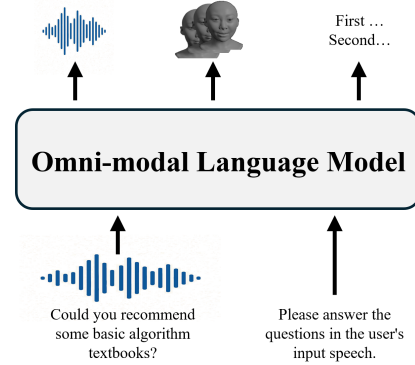 First ...
Second...
Omni-modal Language Model
Could you recommend
some basic algorithm
textbooks?
Please answer the
questions in the user's
input speech.